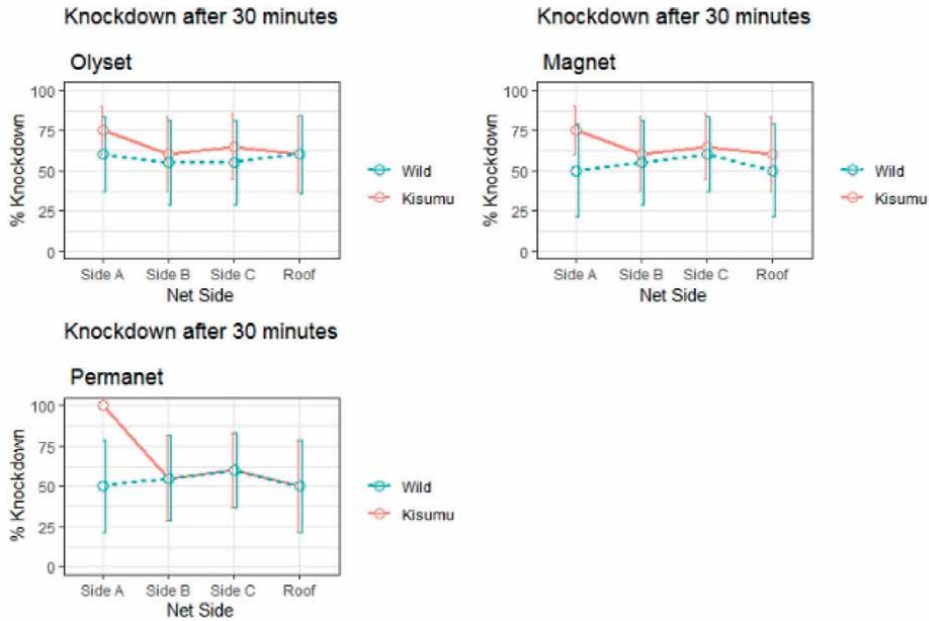 Knockdown after 30 minutes
Olyset
100
75
50
25
0
% Knockdown
Side A Side B Side C Roof
Net Side
Wild
Kisumu
Knockdown after 30 minutes
Magnet
100
75
50
25
0
% Knockdown
Side A Side B Side C Roof
Net Side
Wild
Kisumu
Knockdown after 30 minutes
Permanet
100
75
50
25
0
% Knockdown
Side A Side B Side C Roof
Net Side
Wild
Kisumu